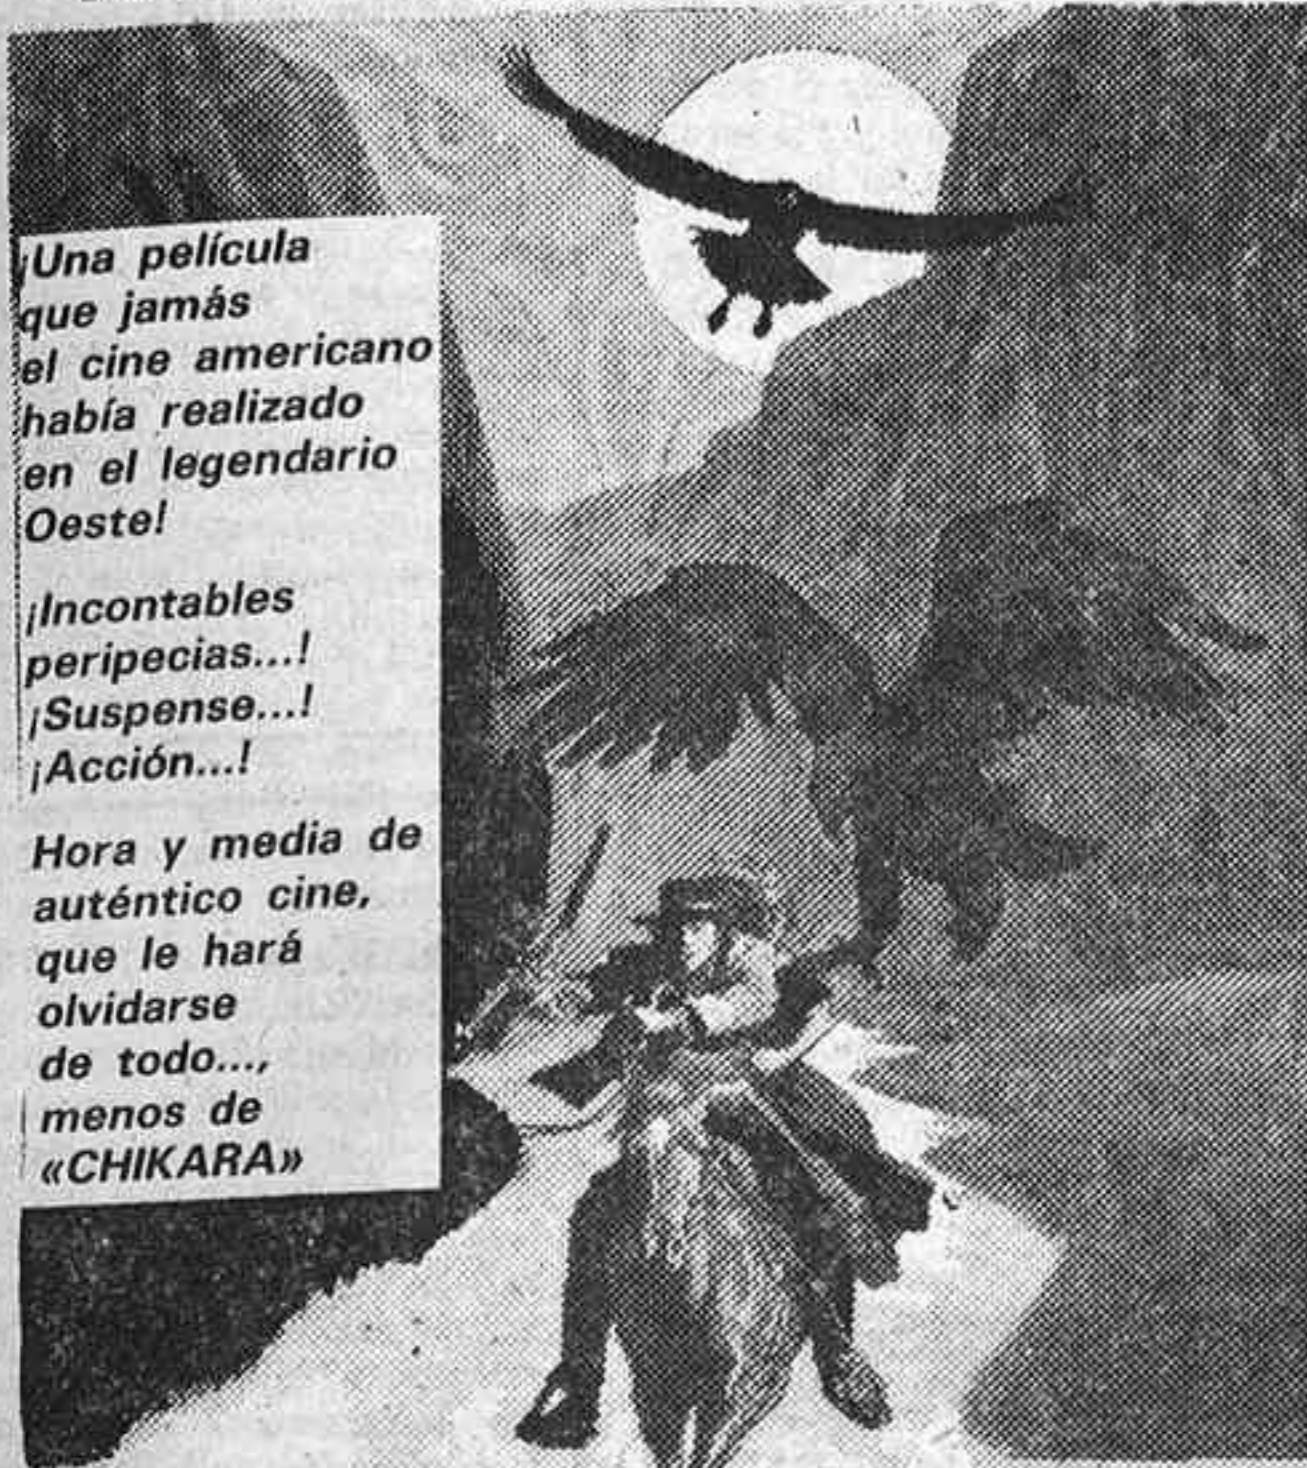 ¡Una película
que jamás
el cine americano
había realizado
en el legendario
Oeste!
¡Incontables
peripecias...!
¡Suspense...!
¡Acción...!
Hora y media de
auténtico cine,
que le hará
olvidarse
de todo...,
menos de
«CHIKARA»